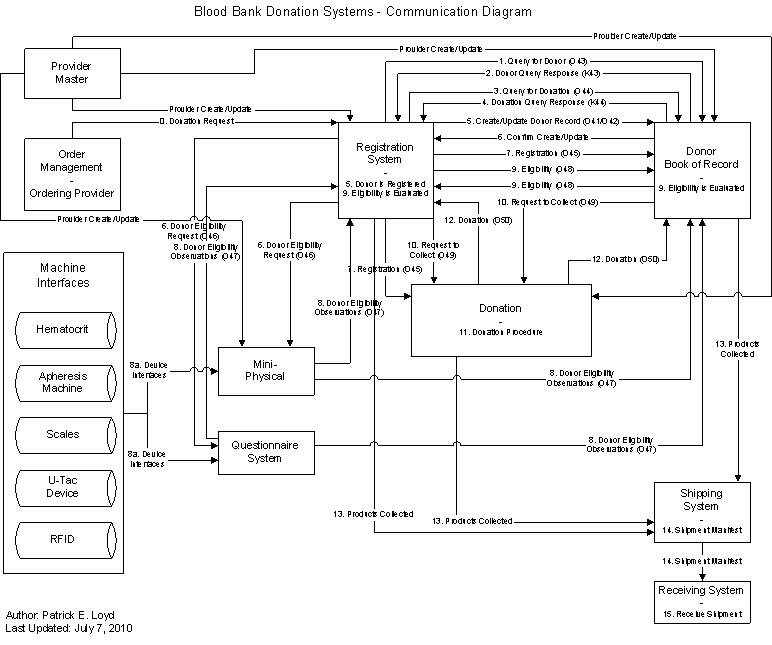 Blood Bank Donation Systems - Communication Diagram
Provider Create/Update
Provider Create/Update
Provider
Master
1. Query for Donor (O43)
2. Donor Query Response (K43)
3. Query for Donation (O44)
4. Donation Query Response (K44)
Provider Create/Update
0. Donation Request
5. Create/Update Donor Record (O41/O42)
6. Confirm Create/Update
7. Registration (O45)
9. Eligibility (O48)
9. Eligibility (O48)
10. Request to Collect (O49)
Order
Management
-
Ordering Provider
Registration
System
-
5. Donor is Registered
9. Eligibility is Evaluated
Donor
Book of Record
-
9. Eligibility is Evaluated
Provider Create/Update
6. Donor Eligibility
Request (O46)
8. Donor Eligibility
Observations (O47)
6. Donor Eligibility
Request (O46)
10. Request to
Collect (O49)
12. Donation (O50)
12. Donation (O50)
7. Registration (O45)
Machine
Interfaces
Hematocrit
Apheresis
Machine
Scales
U-Tac
Device
RFID
8. Donor Eligibility
Observations (O47)
Donation
-
11. Donation Procedure
13. Products
Collected
8a. Device
Interfaces
Mini-
Physical
8. Donor Eligibility
Observations (O47)
8a. Device
Interfaces
Questionnaire
System
8. Donor Eligibility
Observations (O47)
13. Products Collected
13. Products Collected
Shipping
System
-
14. Shipment Manifest
14. Shipment Manifest
Receiving System
-
15. Receive Shipment
Author: Patrick E. Loyd
Last Updated: July 7, 2010